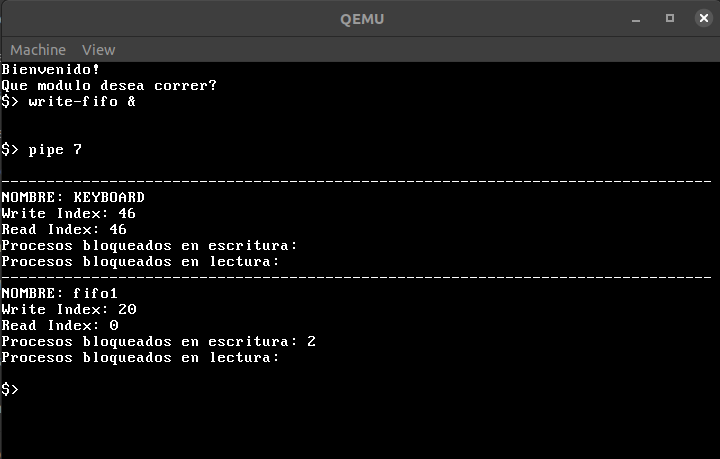 QEMU
Machine View
Bienvenido!
Que modulo desea correr?
$> write-fifo &
$> pipe 7
--------------------------------------------------------------------------------
NOMBRE: KEYBOARD
Write Index: 46
Read Index: 46
Procesos bloqueados en escritura:
Procesos bloqueados en lectura:
--------------------------------------------------------------------------------
NOMBRE: fifo1
Write Index: 20
Read Index: 0
Procesos bloqueados en escritura: 2
Procesos bloqueados en lectura:
$>